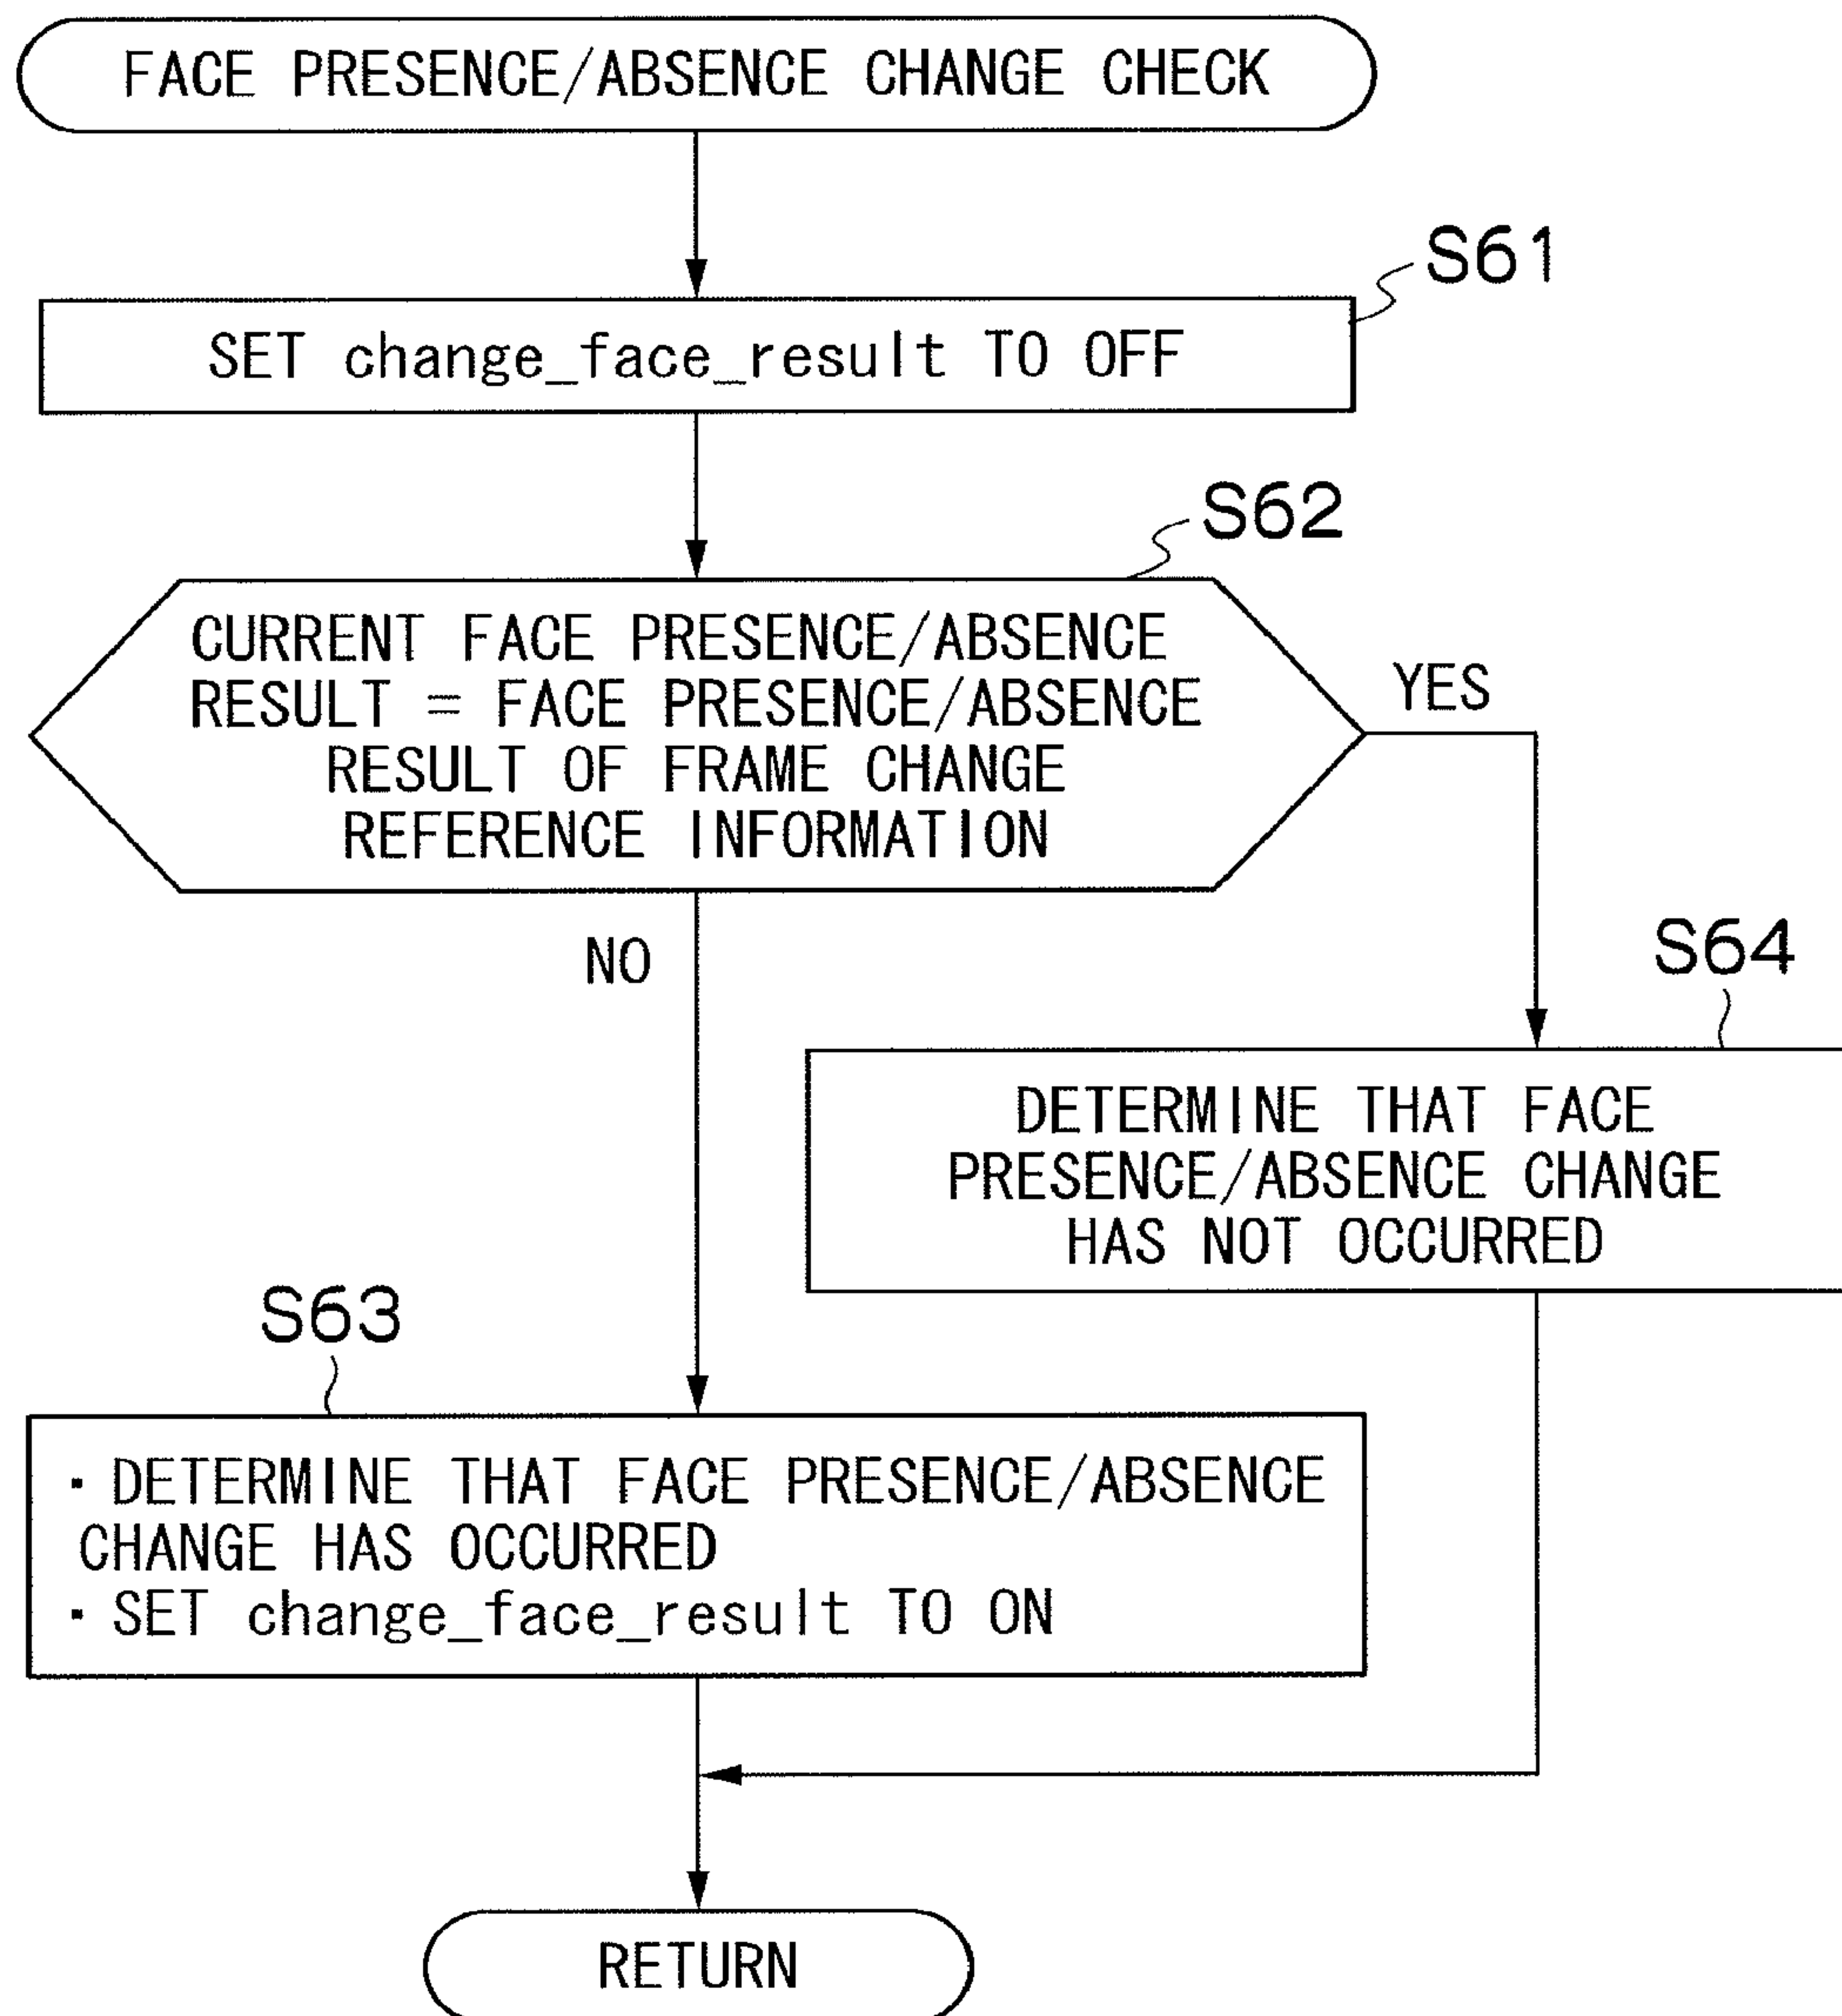 FACE PRESENCE/ABSENCE CHANGE CHECK
S61
SET change_face_result TO OFF
S62
CURRENT FACE PRESENCE/ABSENCE
RESULT = FACE PRESENCE/ABSENCE
RESULT OF FRAME CHANGE
REFERENCE INFORMATION
YES
NO
S64
DETERMINE THAT FACE
PRESENCE/ABSENCE CHANGE
HAS NOT OCCURRED
S63
· DETERMINE THAT FACE PRESENCE/ABSENCE
CHANGE HAS OCCURRED
· SET change_face_result TO ON
RETURN